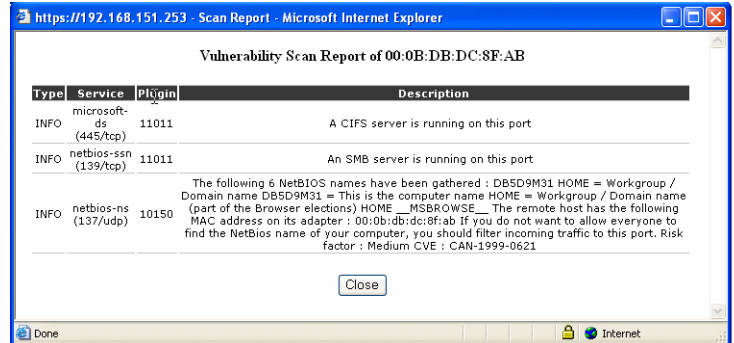 https://192.168.151.253 - Scan Report - Microsoft Internet Explorer
Vulnerability Scan Report of 00:0B:DB:DC:8F:AB
Type Service Plugin Description
INFO microsoft-ds (445/tcp) 11011 A CIFS server is running on this port
INFO netbios-ssn (139/tcp) 11011 An SMB server is running on this port
INFO netbios-ns (137/udp) 10150 The following 6 NetBIOS names have been gathered : DB5D9M31 HOME = Workgroup /
Domain name DB5D9M31 = This is the computer name HOME = Workgroup / Domain name
(part of the Browser elections) HOME __MSBROWSE__ The remote host has the following
MAC address on its adapter : 00:0b:db:dc:8f:ab If you do not want to allow everyone to
find the NetBios name of your computer, you should filter incoming traffic to this port. Risk
factor : Medium CVE : CAN-1999-0621
Close
Done Internet